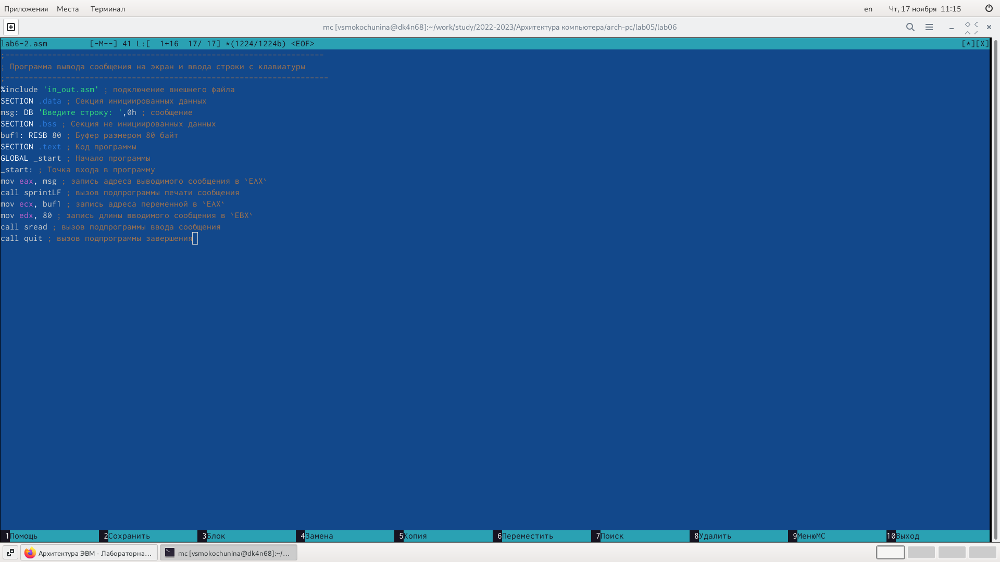 Приложения Места Терминал en Чт, 17 ноября 11:15
mc [vsmokochunina@dk4n68]:~/work/study/2022-2023/Архитектура компьютера/arch-pc/lab05/lab06
lab6-2.asm [-M--] 41 L:[ 1+16 17/ 17] *(1224/1224b) <EOF> [*][X]
;--------------------------------------------------------------------
; Программа вывода сообщения на экран и ввода строки с клавиатуры
;---------------------------------------------------------------------
%include 'in_out.asm' ; подключение внешнего файла
SECTION .data ; Секция инициированных данных
msg: DB 'Введите строку: ',0h ; сообщение
SECTION .bss ; Секция не инициированных данных
buf1: RESB 80 ; Буфер размером 80 байт
SECTION .text ; Код программы
GLOBAL _start ; Начало программы
_start: ; Точка входа в программу
mov eax, msg ; запись адреса выводимого сообщения в `EAX`
call sprintLF ; вызов подпрограммы печати сообщения
mov ecx, buf1 ; запись адреса переменной в `EAX`
mov edx, 80 ; запись длины вводимого сообщения в `EBX`
call sread ; вызов подпрограммы ввода сообщения
call quit ; вызов подпрограммы завершения
1Помощь 2Сохранить 3Блок 4Замена 5Копия 6Переместить 7Поиск 8Удалить 9МенюMC 10Выход
Архитектура ЭВМ - Лабораторна... mc [vsmokochunina@dk4n68]:~/...